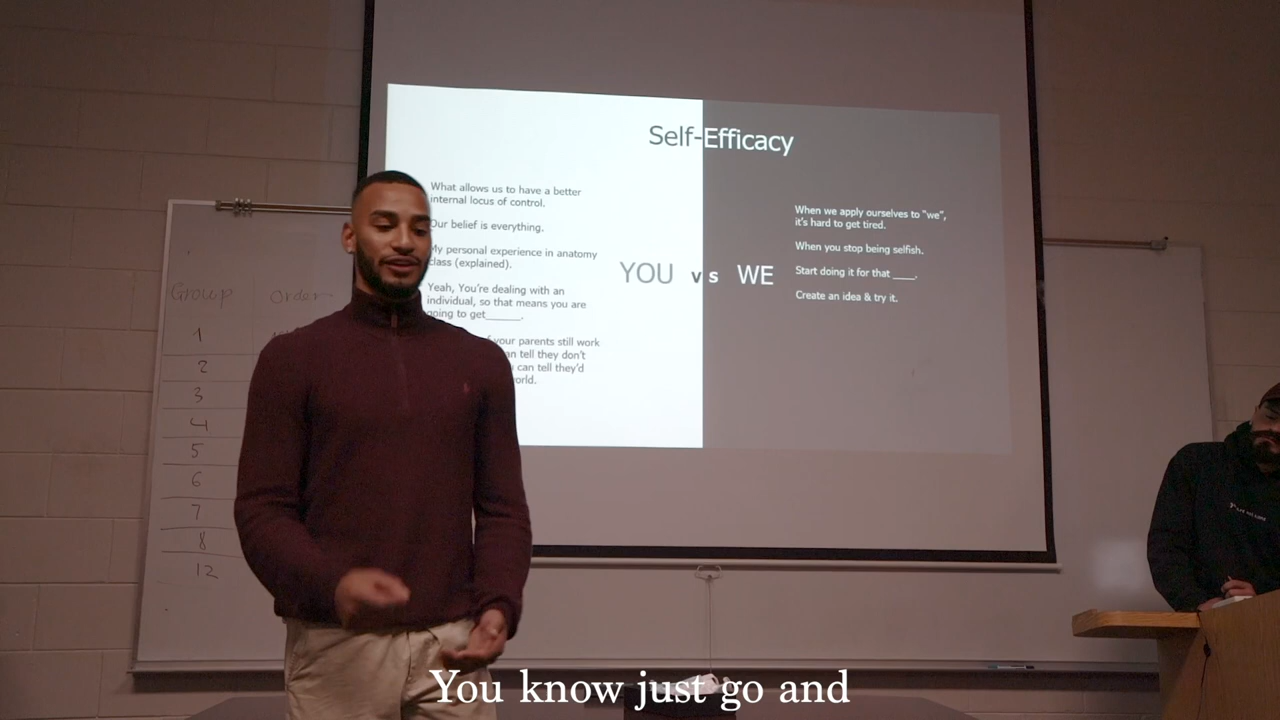 Self-Efficacy
What allows us to have a better
internal locus of control.
Our belief is everything.
My personal experience in anatomy
class (explained).
Yeah, You're dealing with an
individual, so that means you are
going to get______.
your parents still work
an tell they don't
can tell they'd
orld.
YOU vs WE
When we apply ourselves to "we",
it's hard to get tired.
When you stop being selfish.
Start doing it for that ____.
Create an idea & try it.
Group Order
1
2
3
4
5
6
7
8
12
You know just go and